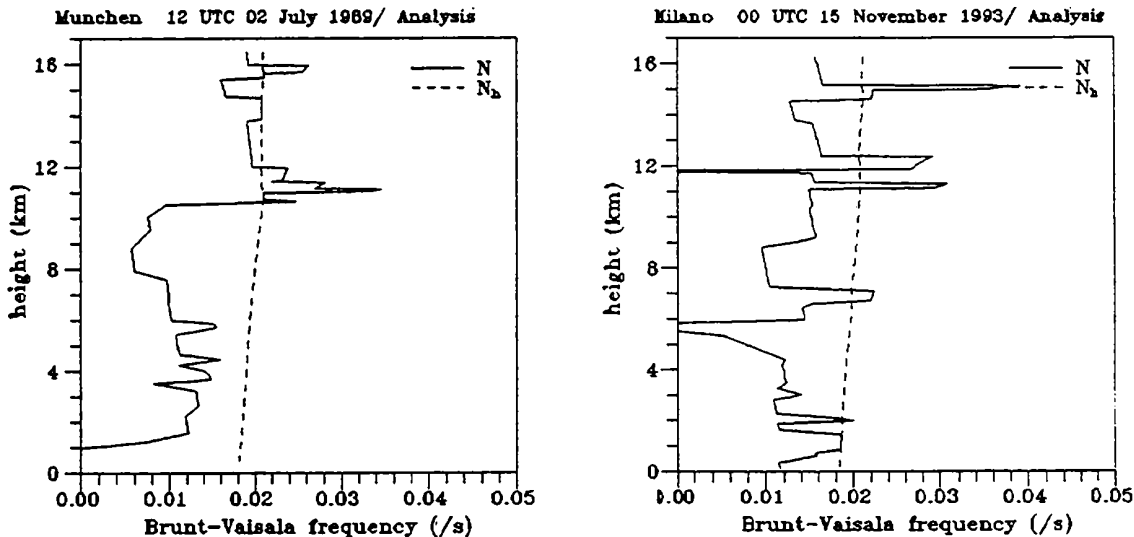 Munchen 12 UTC 02 July 1989/ Analysis
16
12
8
4
0
height (km)
N
N_h
0.00 0.01 0.02 0.03 0.04 0.05
Brunt-Vaisala frequency (/s)
Milano 00 UTC 15 November 1993/ Analysis
16
12
8
4
0
height (km)
N
N_h
0.00 0.01 0.02 0.03 0.04 0.05
Brunt-Vaisala frequency (/s)